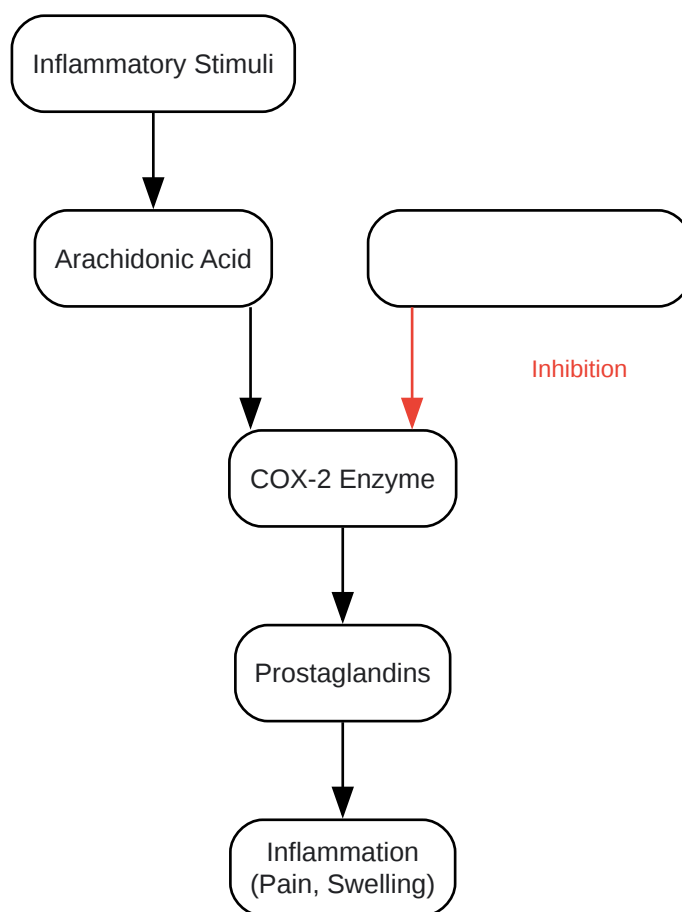 Inflammatory Stimuli
Arachidonic Acid
Inhibition
COX-2 Enzyme
Prostaglandins
Inflammation
(Pain, Swelling)